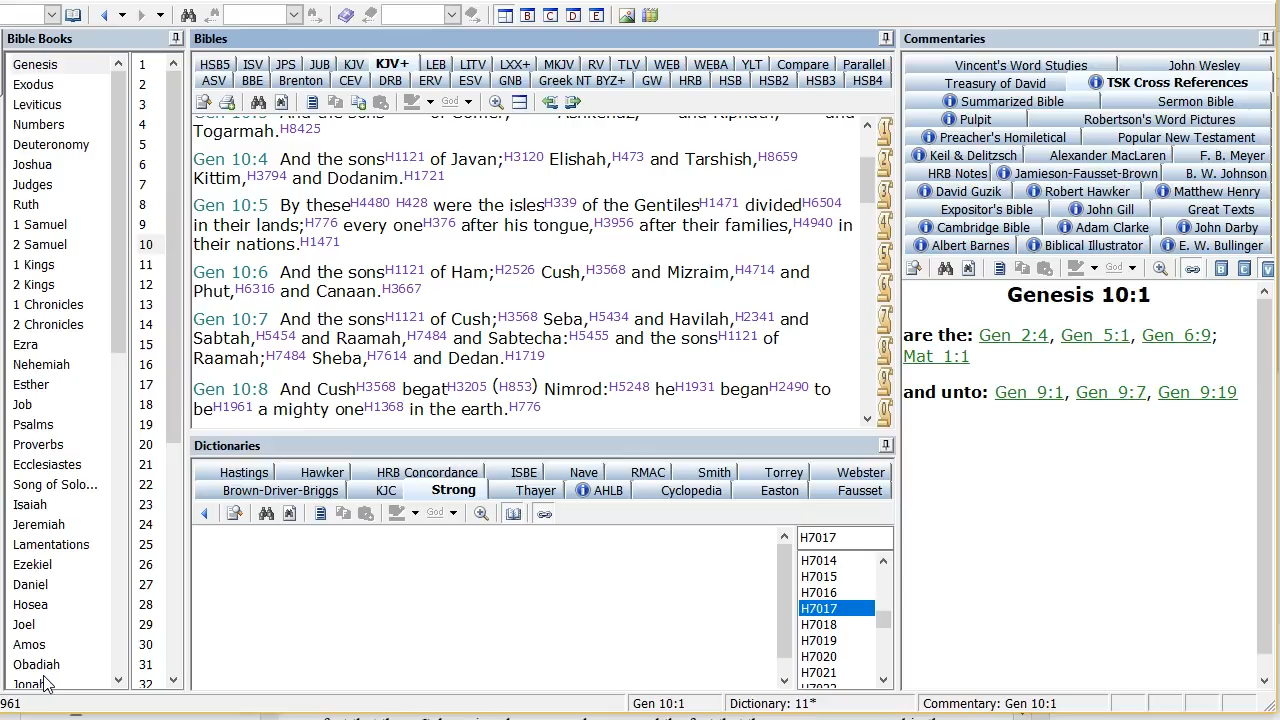 B C D E
Bible Books
Genesis
Exodus
Leviticus
Numbers
Deuteronomy
Joshua
Judges
Ruth
1 Samuel
2 Samuel
1 Kings
2 Kings
1 Chronicles
2 Chronicles
Ezra
Nehemiah
Esther
Job
Psalms
Proverbs
Ecclesiastes
Song of Solo...
Isaiah
Jeremiah
Lamentations
Ezekiel
Daniel
Hosea
Joel
Amos
Obadiah
Jonah
1
2
3
4
5
6
7
8
9
10
11
12
13
14
15
16
17
18
19
20
21
22
23
24
25
26
27
28
29
30
31
32
Bibles
HSB5 ISV JPS JUB KJV KJV+ LEB LITV LXX+ MKJV RV TLV WEB WEBA YLT Compare Parallel
ASV BBE Brenton CEV DRB ERV ESV GNB Greek NT BYZ+ GW HRB HSB HSB2 HSB3 HSB4
God
Togarmah.H8425
Gen 10:4 And the sonsH1121 of Javan;H3120 Elishah,H473 and Tarshish,H8659
Kittim,H3794 and Dodanim.H1721
Gen 10:5 By theseH4480 H428 were the islesH339 of the GentilesH1471 dividedH6504
in their lands;H776 every oneH376 after his tongue,H3956 after their families,H4940 in
their nations.H1471
Gen 10:6 And the sonsH1121 of Ham;H2526 Cush,H3568 and Mizraim,H4714 and
Phut,H6316 and Canaan.H3667
Gen 10:7 And the sonsH1121 of Cush;H3568 Seba,H5434 and Havilah,H2341 and
Sabtah,H5454 and Raamah,H7484 and Sabtecha:H5455 and the sonsH1121 of
Raamah;H7484 Sheba,H7614 and Dedan.H1719
Gen 10:8 And CushH3568 begatH3205 (H853) Nimrod:H5248 heH1931 beganH2490 to
beH1961 a mighty oneH1368 in the earth.H776
1
2
3
4
5
6
7
8
9
0
Dictionaries
Hastings Hawker HRB Concordance ISBE Nave RMAC Smith Torrey Webster
Brown-Driver-Briggs KJC Strong Thayer AHLB Cyclopedia Easton Fausset
God
H7017
H7014
H7015
H7016
H7017
H7018
H7019
H7020
H7021
Commentaries
Vincent's Word Studies John Wesley
Treasury of David TSK Cross References
Summarized Bible Sermon Bible
Pulpit Robertson's Word Pictures
Preacher's Homiletical Popular New Testament
Keil & Delitzsch Alexander MacLaren F. B. Meyer
HRB Notes Jamieson-Fausset-Brown B. W. Johnson
David Guzik Robert Hawker Matthew Henry
Expositor's Bible John Gill Great Texts
Cambridge Bible Adam Clarke John Darby
Albert Barnes Biblical Illustrator E. W. Bullinger
God B C V
Genesis 10:1
are the: Gen 2:4, Gen 5:1, Gen 6:9;
Mat 1:1
and unto: Gen 9:1, Gen 9:7, Gen 9:19
961 Gen 10:1 Dictionary: 11* Commentary: Gen 10:1